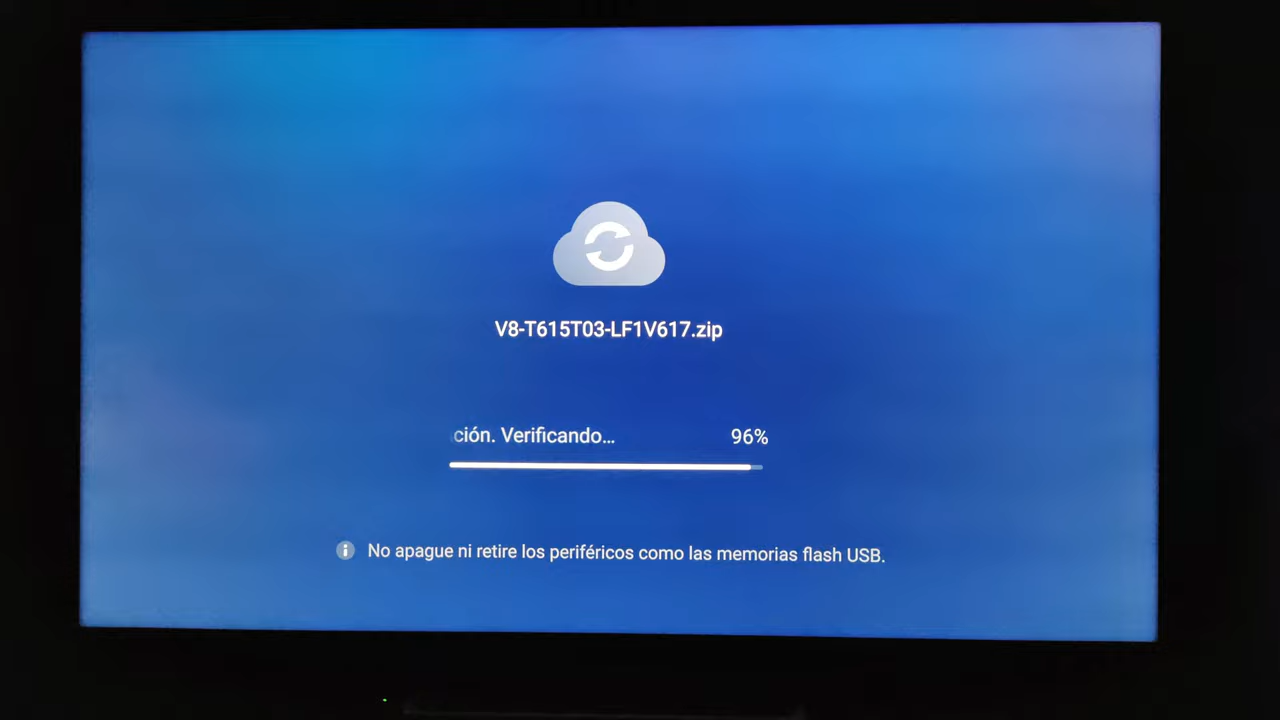 V8-T615T03-LF1V617.zip
ción. Verificando... 96%
No apague ni retire los periféricos como las memorias flash USB.